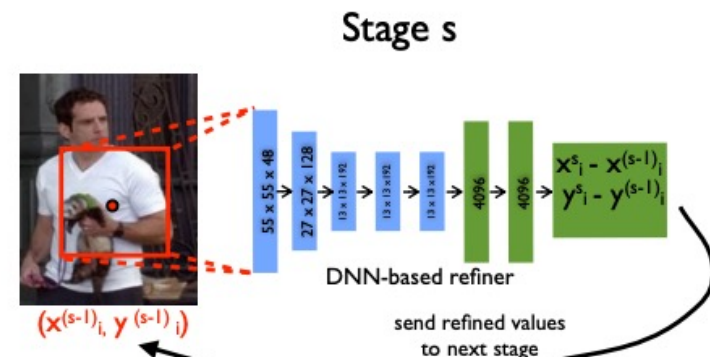 Stage s
55 x 55 x 48
27 x 27 x 128
13 x 13 x 192
13 x 13 x 192
13 x 13 x 192
4096
4096
x^s_i - x^(s-1)_i
y^s_i - y^(s-1)_i
DNN-based refiner
(x^(s-1)_i, y^(s-1)_i)
send refined values
to next stage